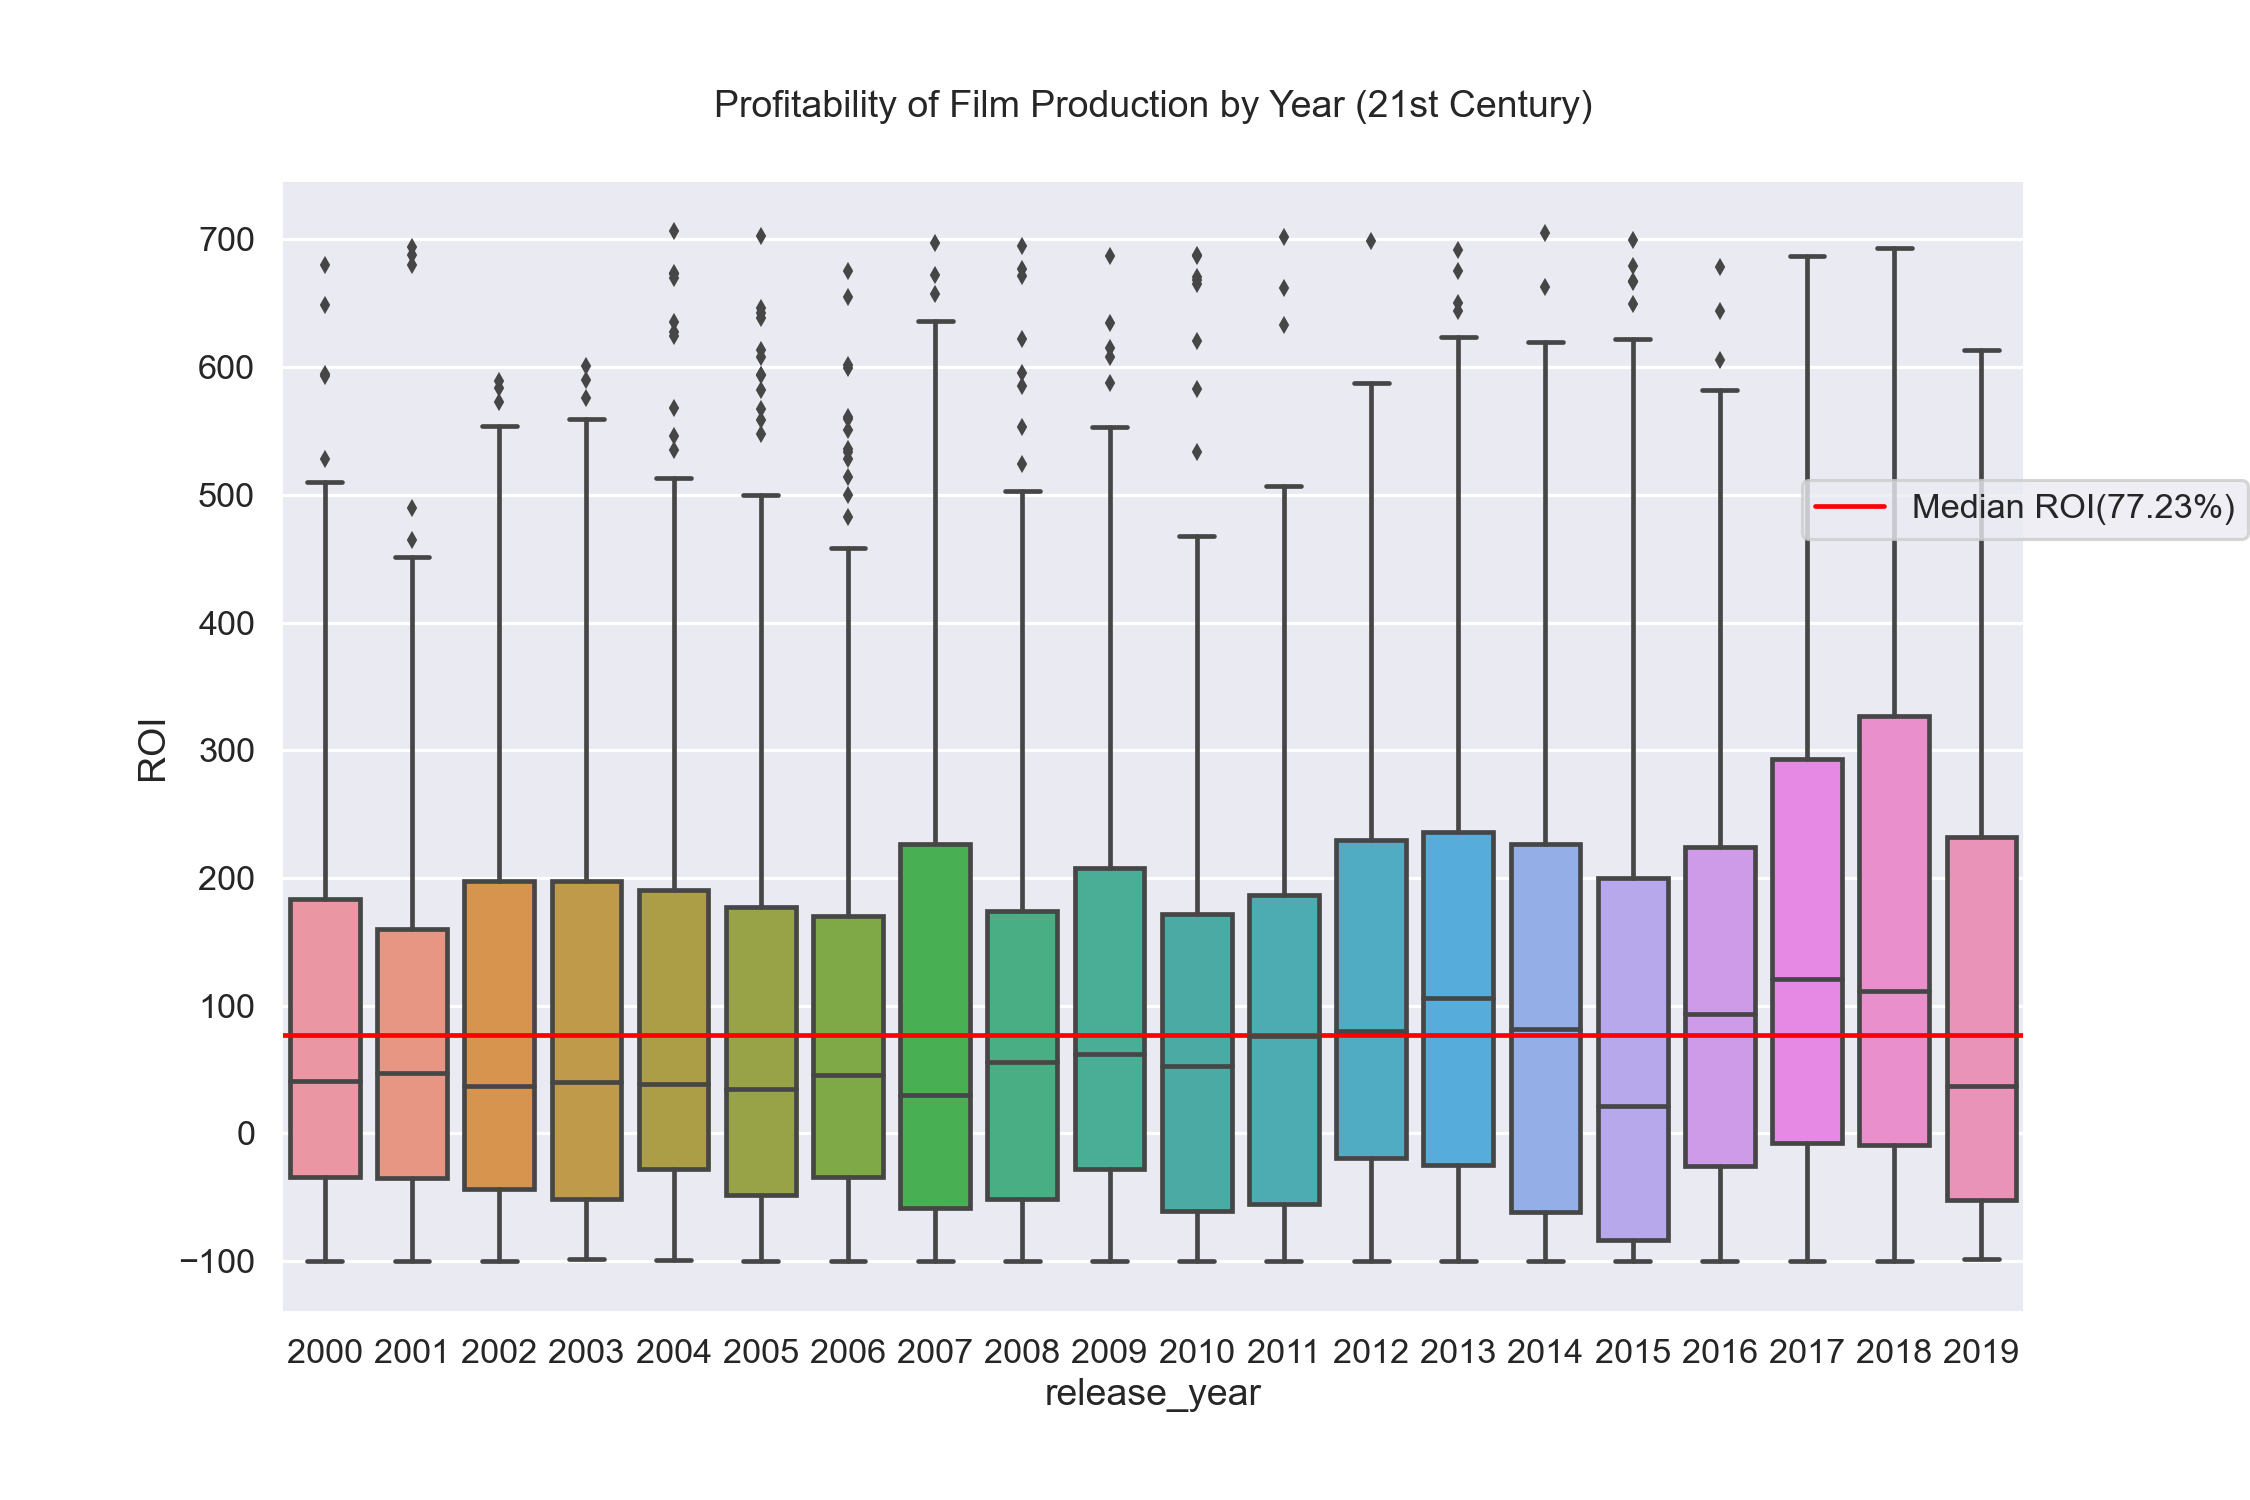 Profitability of Film Production by Year (21st Century)
700
600
500
400
300
200
100
0
−100
ROI
Median ROI(77.23%)
2000 2001 2002 2003 2004 2005 2006 2007 2008 2009 2010 2011 2012 2013 2014 2015 2016 2017 2018 2019
release_year